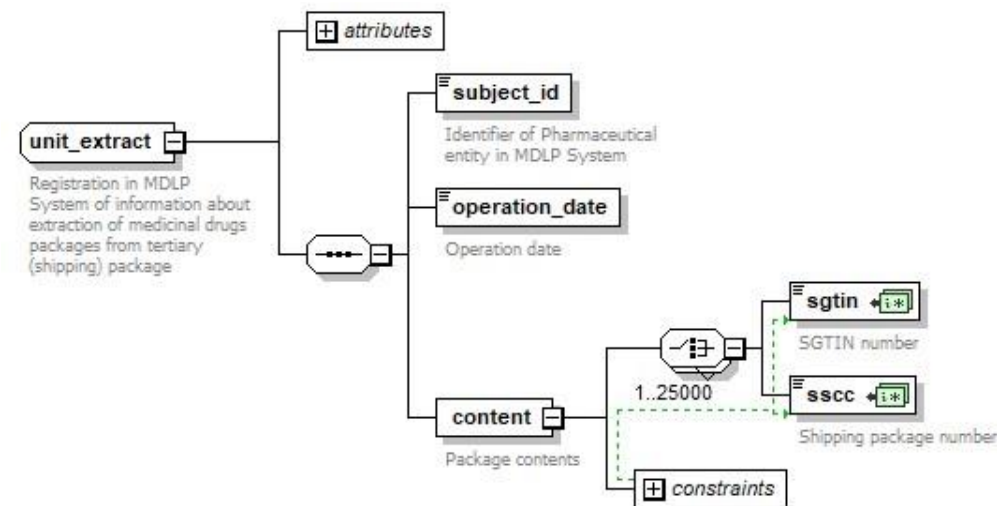 attributes
subject_id
Identifier of Pharmaceutical
entity in MDLP System
unit_extract
Registration in MDLP
System of information about
extraction of medicinal drugs
packages from tertiary
(shipping) package
operation_date
Operation date
sgtin
SGTIN number
1..25000
sscc
Shipping package number
content
Package contents
constraints